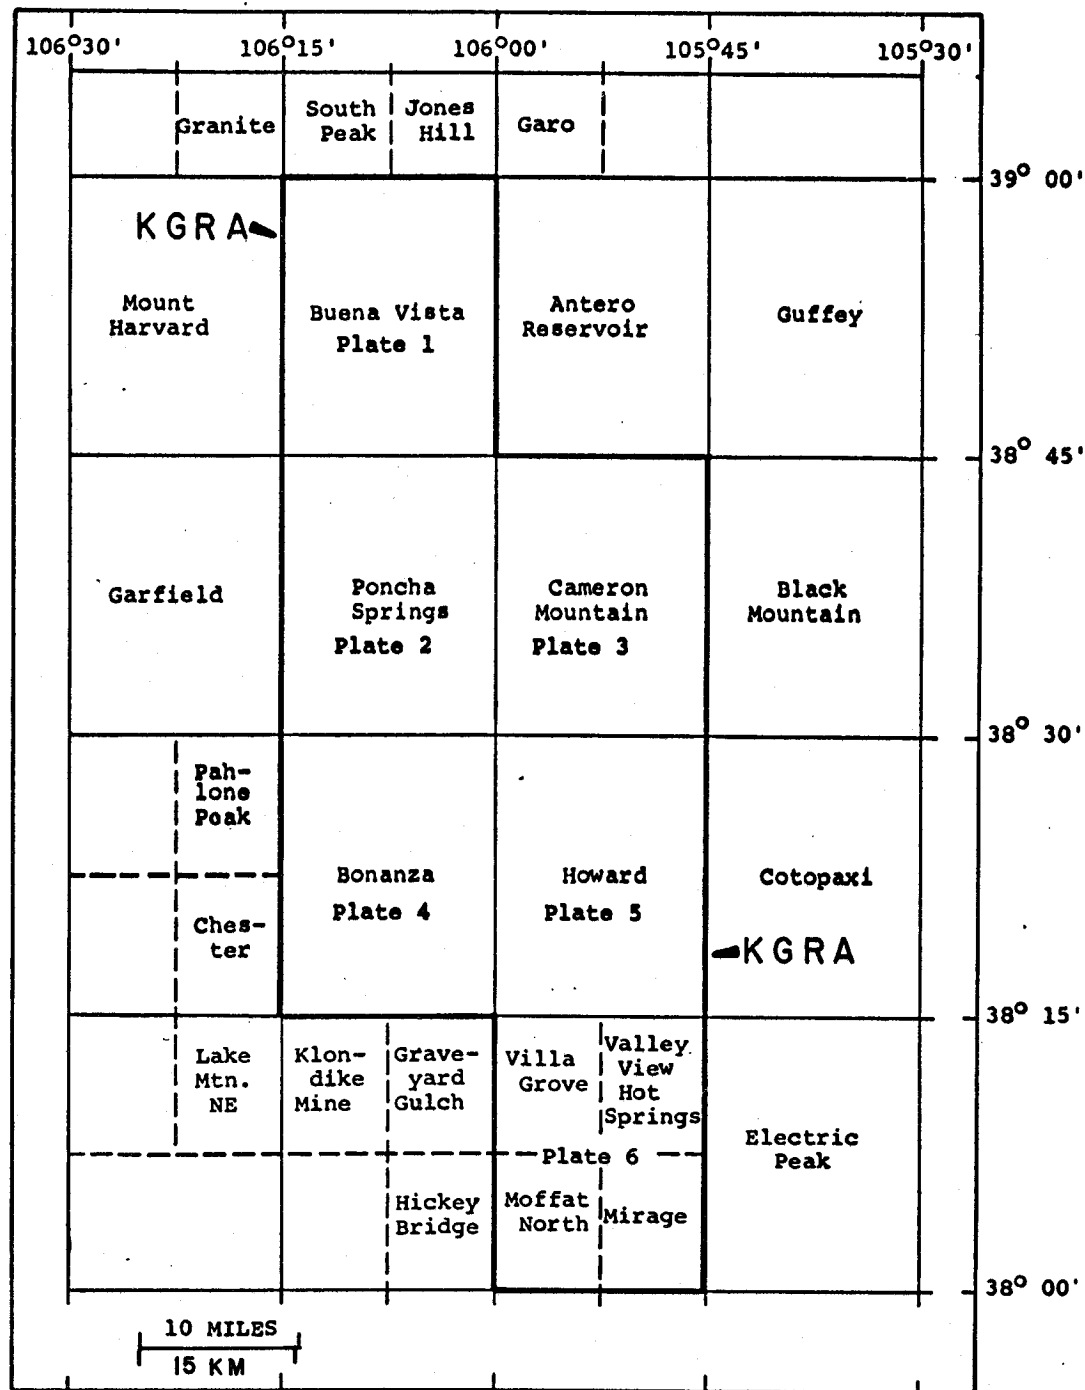 106°30'
106°15'
106°00'
105°45'
105°30'
Granite
South
Peak
Jones
Hill
Garo
39° 00'
KGRA
Mount
Harvard
Buena Vista
Plate 1
Antero
Reservoir
Guffey
38° 45'
Garfield
Poncha
Springs
Plate 2
Cameron
Mountain
Plate 3
Black
Mountain
38° 30'
Pah-
lone
Peak
Bonanza
Plate 4
Howard
Plate 5
Cotopaxi
Ches-
ter
KGRA
38° 15'
Lake
Mtn.
NE
Klon-
dike
Mine
Grave-
yard
Gulch
Villa
Grove
Valley
View
Hot
Springs
Electric
Peak
Plate 6
Hickey
Bridge
Moffat
North
Mirage
38° 00'
10 MILES
15 KM